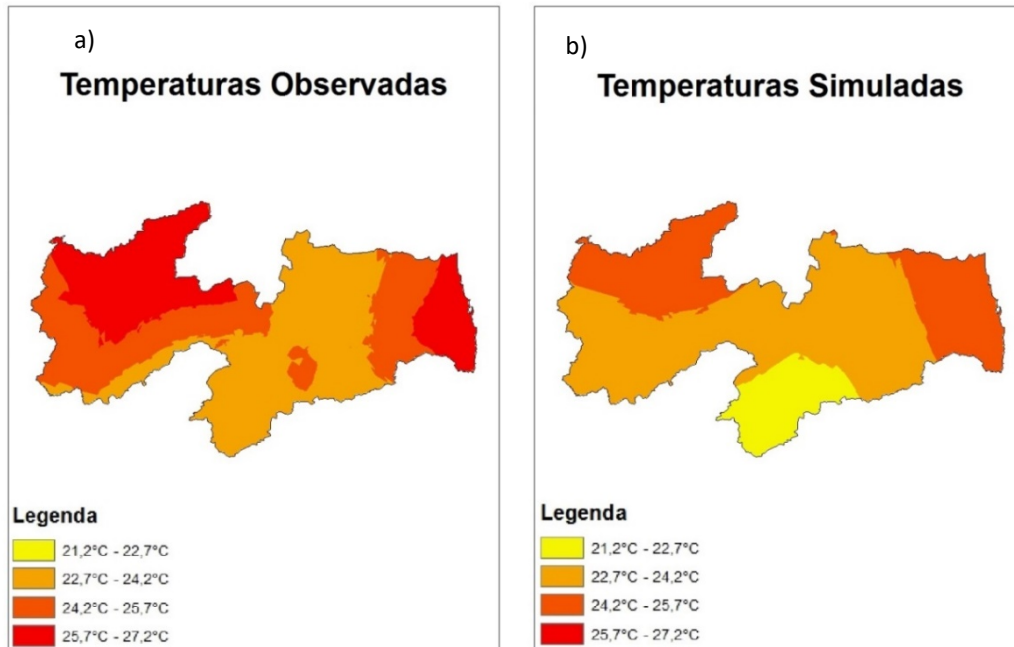 a)
Temperaturas Observadas
Legenda
21,2°C - 22,7°C
22,7°C - 24,2°C
24,2°C - 25,7°C
25,7°C - 27,2°C
b)
Temperaturas Simuladas
Legenda
21,2°C - 22,7°C
22,7°C - 24,2°C
24,2°C - 25,7°C
25,7°C - 27,2°C